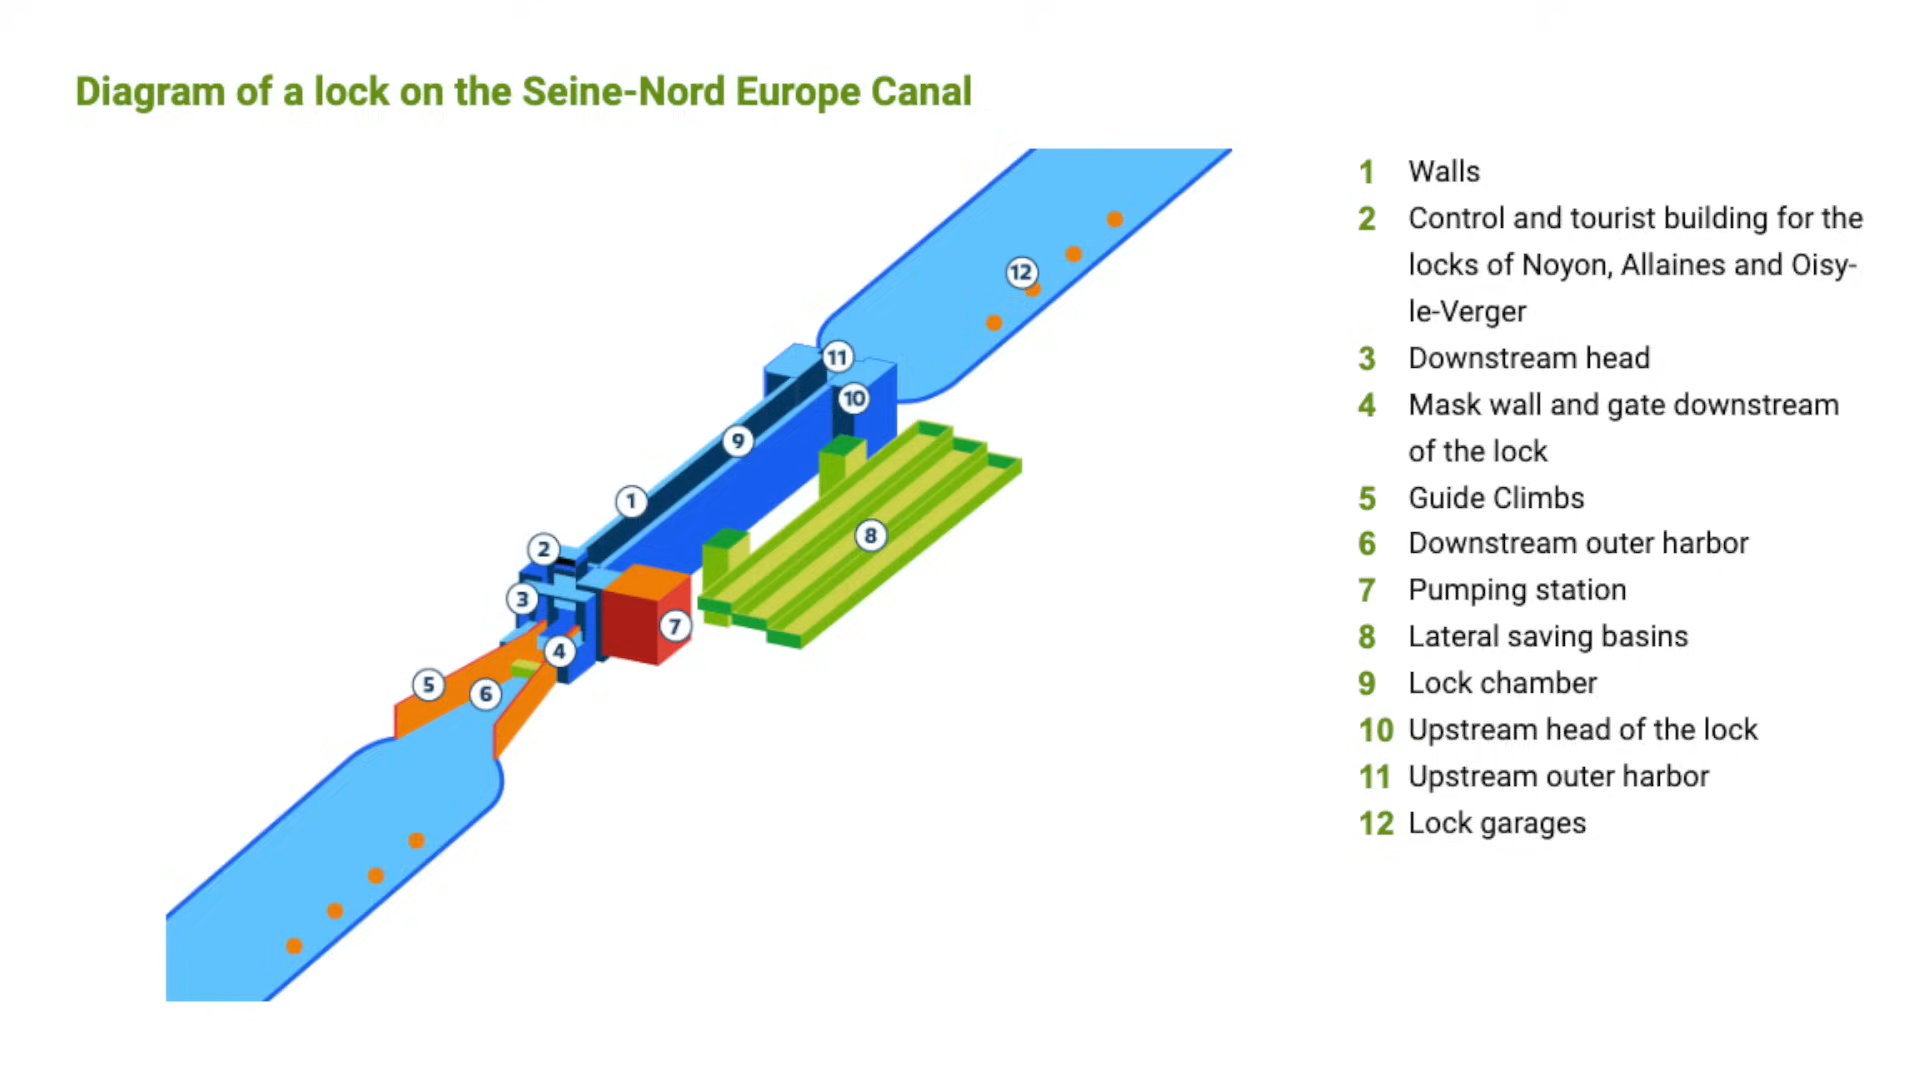 Diagram of a lock on the Seine-Nord Europe Canal
1 Walls
2 Control and tourist building for the
locks of Noyon, Allaines and Oisy-
le-Verger
3 Downstream head
4 Mask wall and gate downstream
of the lock
5 Guide Climbs
6 Downstream outer harbor
7 Pumping station
8 Lateral saving basins
9 Lock chamber
10 Upstream head of the lock
11 Upstream outer harbor
12 Lock garages
12
11
10
9
1
8
2
3
7
4
5
6